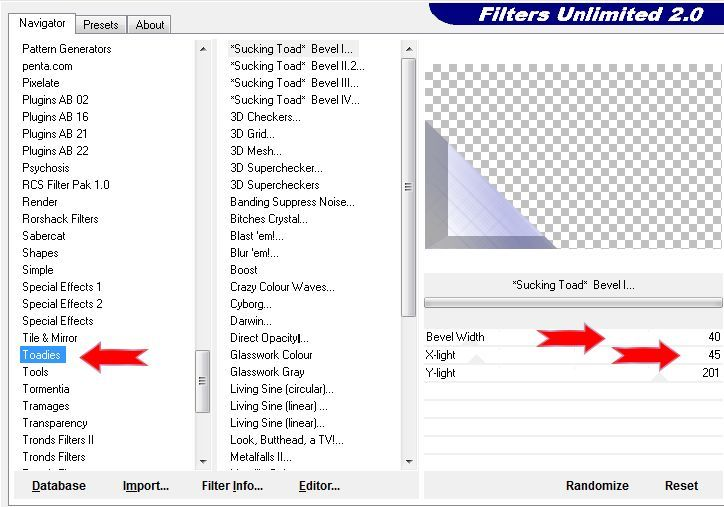 Filters Unlimited 2.0
Navigator
Presets
About
Pattern Generators
penta.com
Pixelate
Plugins AB 02
Plugins AB 16
Plugins AB 21
Plugins AB 22
Psychosis
RCS Filter Pak 1.0
Render
Rorshack Filters
Sabercat
Shapes
Simple
Special Effects 1
Special Effects 2
Special Effects
Tile & Mirror
Toadies
Tools
Tormentia
Tramages
Transparency
Tronds Filters II
Tronds Filters
*Sucking Toad* Bevel I...
*Sucking Toad* Bevel II.2...
*Sucking Toad* Bevel III...
*Sucking Toad* Bevel IV...
3D Checkers...
3D Grid...
3D Mesh...
3D Superchecker...
3D Supercheckers
Banding Suppress Noise...
Bitches Crystal...
Blast 'em!...
Blur 'em!...
Boost
Crazy Colour Waves...
Cyborg...
Darwin...
Direct Opacity!...
Glasswork Colour
Glasswork Gray
Living Sine (circular)...
Living Sine (linear) ...
Living Sine (linear)...
Look, Butthead, a TV!...
Metalfalls II...
*Sucking Toad* Bevel I...
Bevel Width 40
X-light 45
Y-light 201
Database
Import...
Filter Info...
Editor...
Randomize
Reset